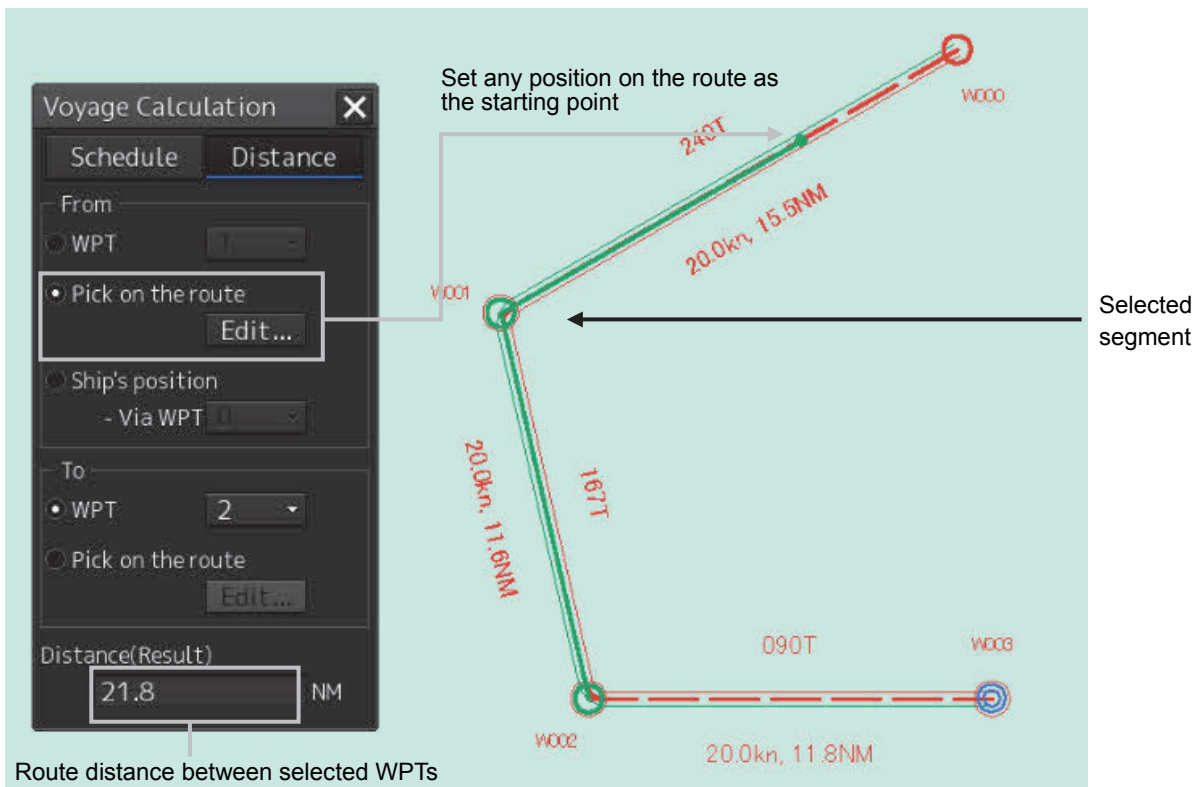 Voyage Calculation
Schedule
Distance
From
WPT
Pick on the route
Edit...
Ship's position
- Via WPT
0
To
WPT
2
Pick on the route
Edit...
Distance(Result)
21.8
NM
Route distance between selected WPTs
Set any position on the route as
the starting point
W000
240T
20.0kn, 15.5NM
W001
Selected
segment
20.0kn, 11.6NM
167T
W002
090T
W003
20.0kn, 11.8NM